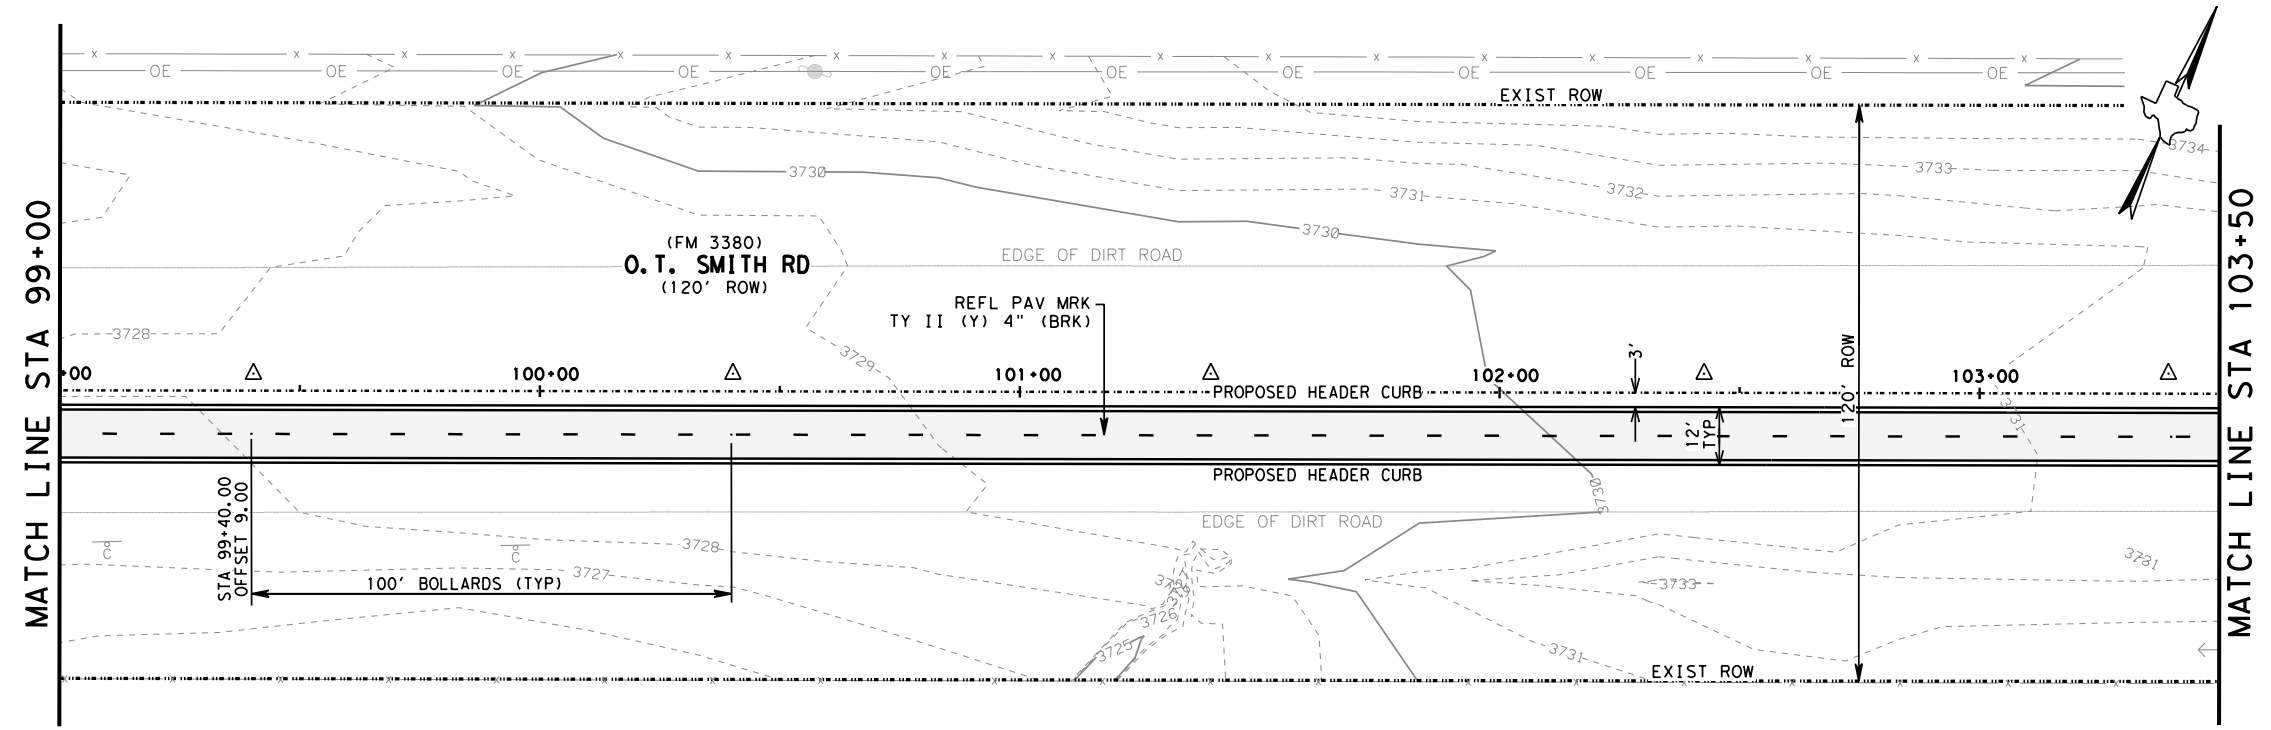 OE OE OE OE OE OE OE OE OE OE OE
EXIST ROW
3734
3733
3730
3732
3731
3730
(FM 3380)
O.T. SMITH RD
(120' ROW)
EDGE OF DIRT ROAD
REFL PAV MRK
TY II (Y) 4" (BRK)
3728
3729
MATCH LINE STA 99+00
MATCH LINE STA 103+50
+00
100+00
101+00
102+00
103+00
3'
120' ROW
PROPOSED HEADER CURB
3731
12'
TYP
PROPOSED HEADER CURB
STA 99+40.00
OFFSET 9.00
3730
EDGE OF DIRT ROAD
C
C
3728
3727
100' BOLLARDS (TYP)
3731
3733
3726
3725
3731
EXIST ROW